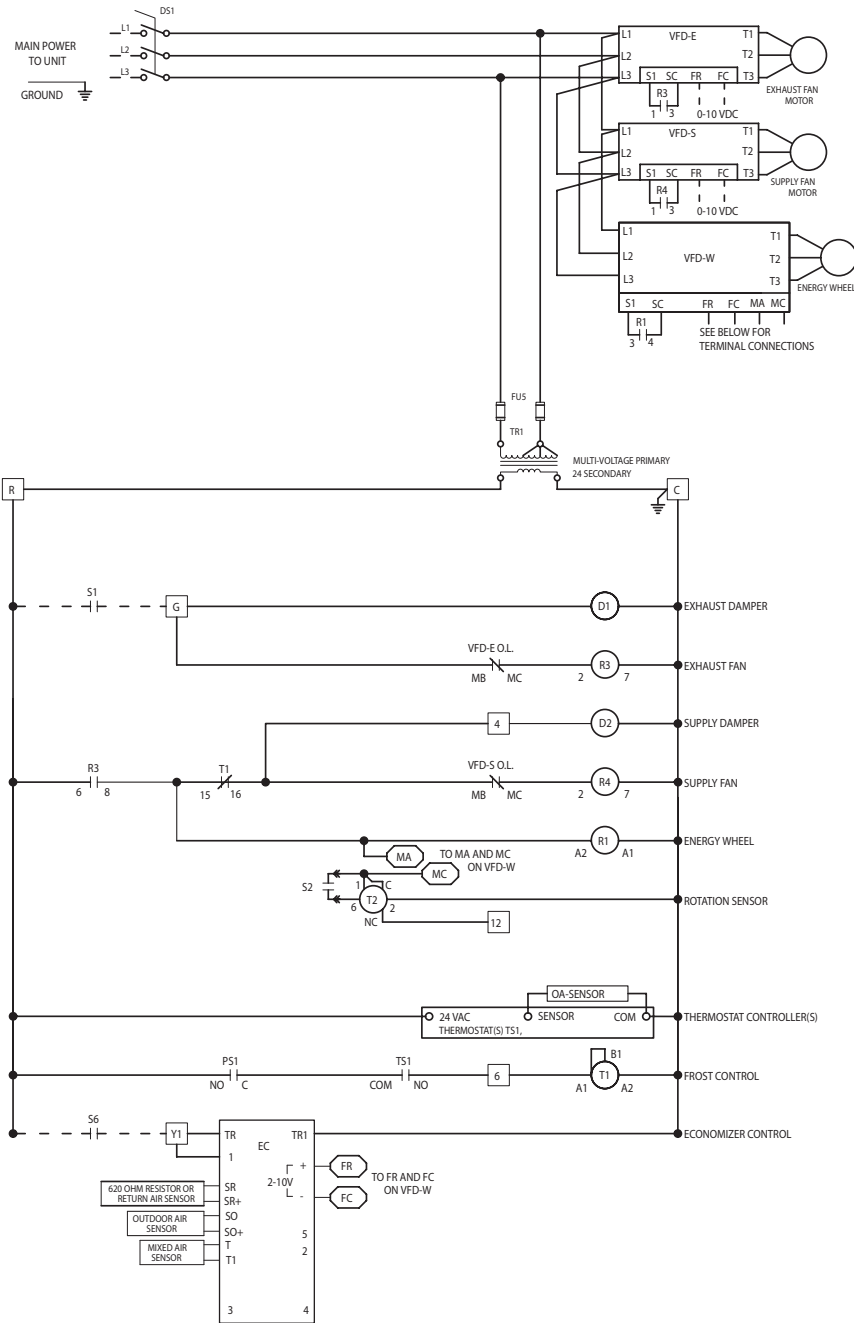 DS1
L1
L2
L3
MAIN POWER
TO UNIT
GROUND
L1 VFD-E T1
L2 T2
L3 S1 SC FR FC T3
R3
1 3 0-10 VDC
EXHAUST FAN
MOTOR
L1 VFD-S T1
L2 T2
L3 S1 SC FR FC T3
R4
1 3 0-10 VDC
SUPPLY FAN
MOTOR
L1 T1
L2 VFD-W T2
L3 T3
ENERGY WHEEL
S1 SC FR FC MA MC
R1
3 4
SEE BELOW FOR
TERMINAL CONNECTIONS
FU5
TR1
MULTI-VOLTAGE PRIMARY
24 SECONDARY
R C
S1
G D1 EXHAUST DAMPER
VFD-E O.L.
MB MC 2 R3 7 EXHAUST FAN
4 D2 SUPPLY DAMPER
R3 T1 VFD-S O.L.
6 8 15 16 MB MC 2 R4 7 SUPPLY FAN
A2 R1 A1 ENERGY WHEEL
MA TO MA AND MC
ON VFD-W
MC
S2 1 C
6 T2 2 ROTATION SENSOR
NC 12
OA-SENSOR
24 VAC SENSOR COM THERMOSTAT CONTROLLER(S)
THERMOSTAT(S) TS1,
PS1 TS1 B1
NO C COM NO 6 A1 T1 A2 FROST CONTROL
S6
Y1 TR TR1 ECONOMIZER CONTROL
EC
1 + FR
2-10V TO FR AND FC
ON VFD-W
- FC
620 OHM RESISTOR OR
RETURN AIR SENSOR
SR
SR+
OUTDOOR AIR
SENSOR
SO
SO+ 5
MIXED AIR
SENSOR
T 2
T1
3 4